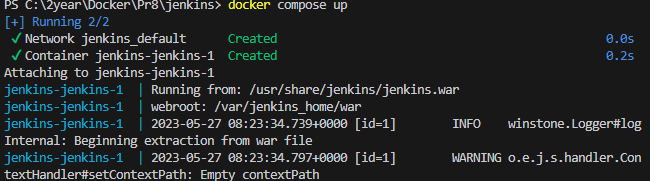 PS C:\2year\Docker\Pr8\jenkins> docker compose up
[+] Running 2/2
✓Network jenkins_default Created 0.0s
✓Container jenkins-jenkins-1 Created 0.2s
Attaching to jenkins-jenkins-1
jenkins-jenkins-1 | Running from: /usr/share/jenkins/jenkins.war
jenkins-jenkins-1 | webroot: /var/jenkins_home/war
jenkins-jenkins-1 | 2023-05-27 08:23:34.739+0000 [id=1] INFO winstone.Logger#log
Internal: Beginning extraction from war file
jenkins-jenkins-1 | 2023-05-27 08:23:34.797+0000 [id=1] WARNING o.e.j.s.handler.Con
textHandler#setContextPath: Empty contextPath